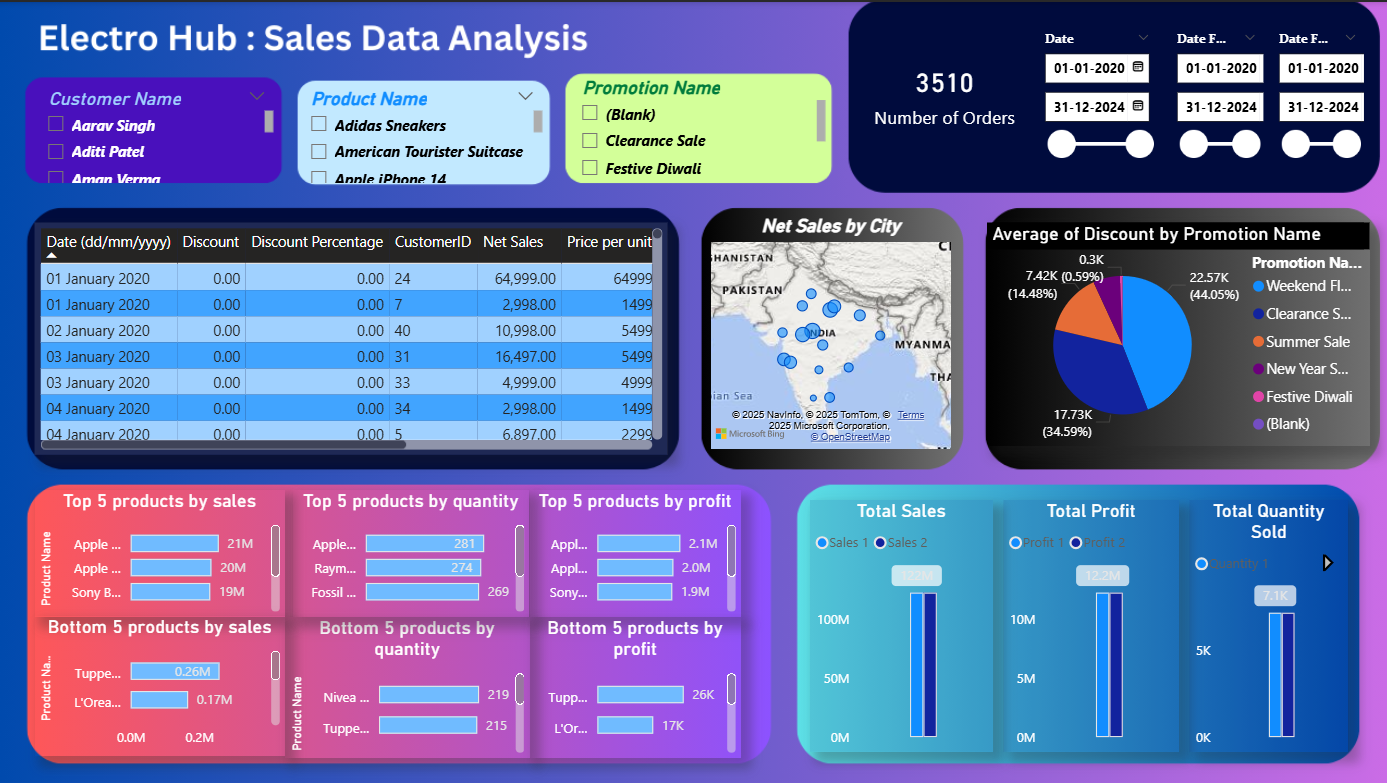 Electro Hub : Sales Data Analysis
Customer Name
Aarav Singh
Aditi Patel
Aman Verma
Product Name
Adidas Sneakers
American Tourister Suitcase
Apple iPhone 14
Promotion Name
(Blank)
Clearance Sale
Festive Diwali
3510
Number of Orders
Date
01-01-2020
31-12-2024
Date F...
01-01-2020
31-12-2024
Date F...
01-01-2020
31-12-2024
Date (dd/mm/yyyy) Discount Discount Percentage CustomerID Net Sales Price per unit
01 January 2020 0.00 0.00 24 64,999.00 64999
01 January 2020 0.00 0.00 7 2,998.00 1499
02 January 2020 0.00 0.00 40 10,998.00 5499
03 January 2020 0.00 0.00 31 16,497.00 5499
03 January 2020 0.00 0.00 33 4,999.00 4999
04 January 2020 0.00 0.00 34 2,998.00 1499
04 January 2020 0.00 0.00 5 6,897.00 2299
Net Sales by City
GHANISTAN
PAKISTAN
INDIA
MYANMA
THA
ian Sea
© 2025 NavInfo, © 2025 TomTom, © Terms
2025 Microsoft Corporation,
Microsoft Bing
© OpenStreetMap
Average of Discount by Promotion Name
0.3K
(0.59%)
7.42K
(14.48%)
22.57K
(44.05%)
17.73K
(34.59%)
Promotion Na...
Weekend Fl...
Clearance S...
Summer Sale
New Year S...
Festive Diwali
(Blank)
Top 5 products by sales
Product Name
Apple ... 21M
Apple ... 20M
Sony B... 19M
Top 5 products by quantity
Apple... 281
Raym... 274
Fossil ... 269
Top 5 products by profit
Appl... 2.1M
Appl... 2.0M
Sony... 1.9M
Bottom 5 products by sales
Product Na...
Tuppe... 0.26M
L'Orea... 0.17M
0.0M 0.2M
Bottom 5 products by
quantity
Product Name
Nivea ... 219
Tuppe... 215
Bottom 5 products by
profit
Tupp... 26K
L'Or... 17K
Total Sales
Sales 1 Sales 2
122M
100M
50M
0M
Total Profit
Profit 1 Profit 2
12.2M
10M
5M
0M
Total Quantity
Sold
Quantity 1
7.1K
5K
0K